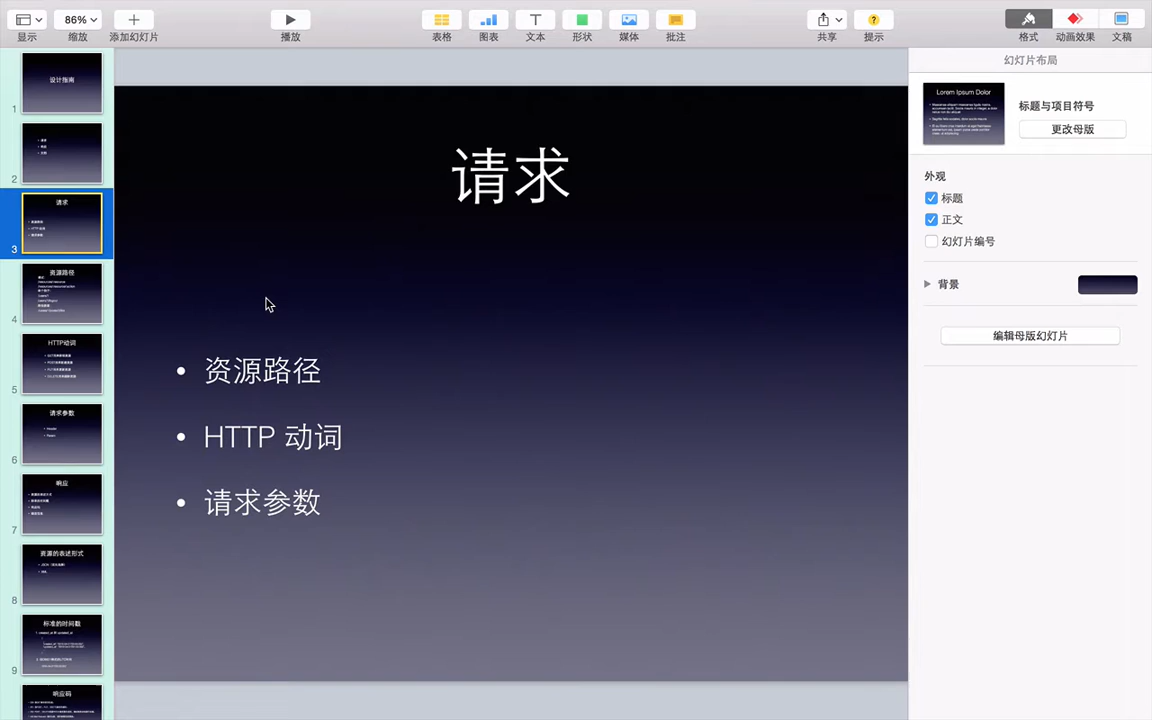 86%
显示
缩放
添加幻灯片
播放
表格
图表
文本
形状
媒体
批注
共享
提示
格式
动画效果
文稿
设计指南
1
2
请求
3
资源路径
4
HTTP动词
5
请求参数
6
响应
7
资源的表述形式
8
标准的时间戳
9
响应码
请求
• 资源路径
• HTTP 动词
• 请求参数
幻灯片布局
Lorem Ipsum Dolor
标题与项目符号
更改母版
外观
标题
正文
幻灯片编号
背景
编辑母版幻灯片